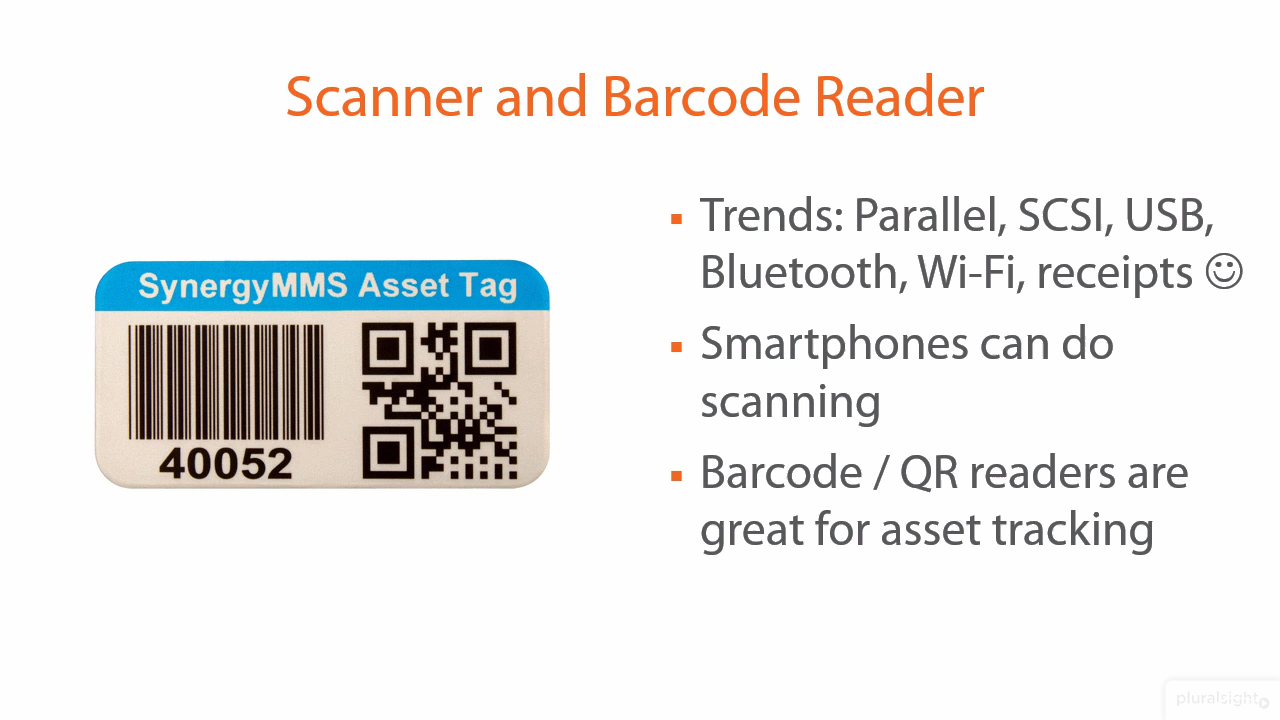 Scanner and Barcode Reader
SynergyMMS Asset Tag
40052
Trends: Parallel, SCSI, USB,
Bluetooth, Wi-Fi, receipts ☺
Smartphones can do
scanning
Barcode / QR readers are
great for asset tracking
pluralsight